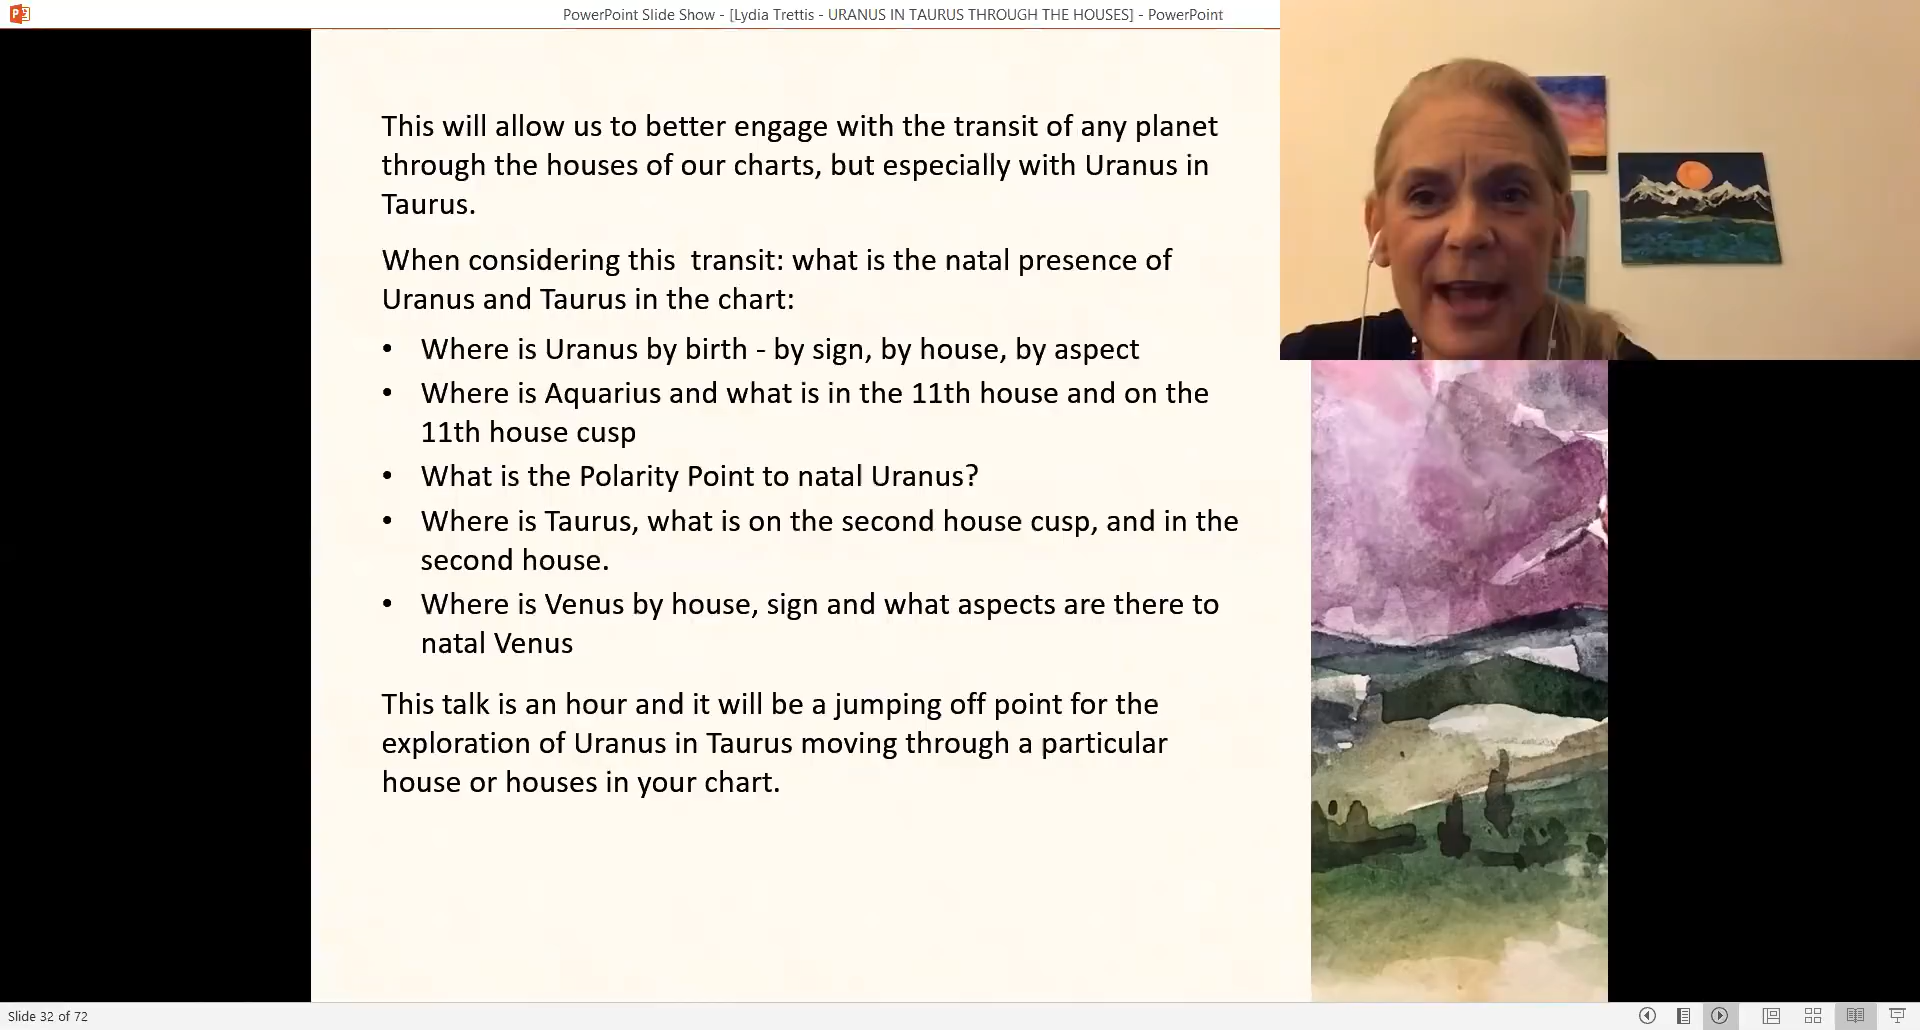 PowerPoint Slide Show - [Lydia Trettis - URANUS IN TAURUS THROUGH THE HOUSES] - PowerPoint
This will allow us to better engage with the transit of any planet
through the houses of our charts, but especially with Uranus in
Taurus.
When considering this  transit: what is the natal presence of
Uranus and Taurus in the chart:
• Where is Uranus by birth - by sign, by house, by aspect
• Where is Aquarius and what is in the 11th house and on the
11th house cusp
• What is the Polarity Point to natal Uranus?
• Where is Taurus, what is on the second house cusp, and in the
second house.
• Where is Venus by house, sign and what aspects are there to
natal Venus
This talk is an hour and it will be a jumping off point for the
exploration of Uranus in Taurus moving through a particular
house or houses in your chart.
Slide 32 of 72